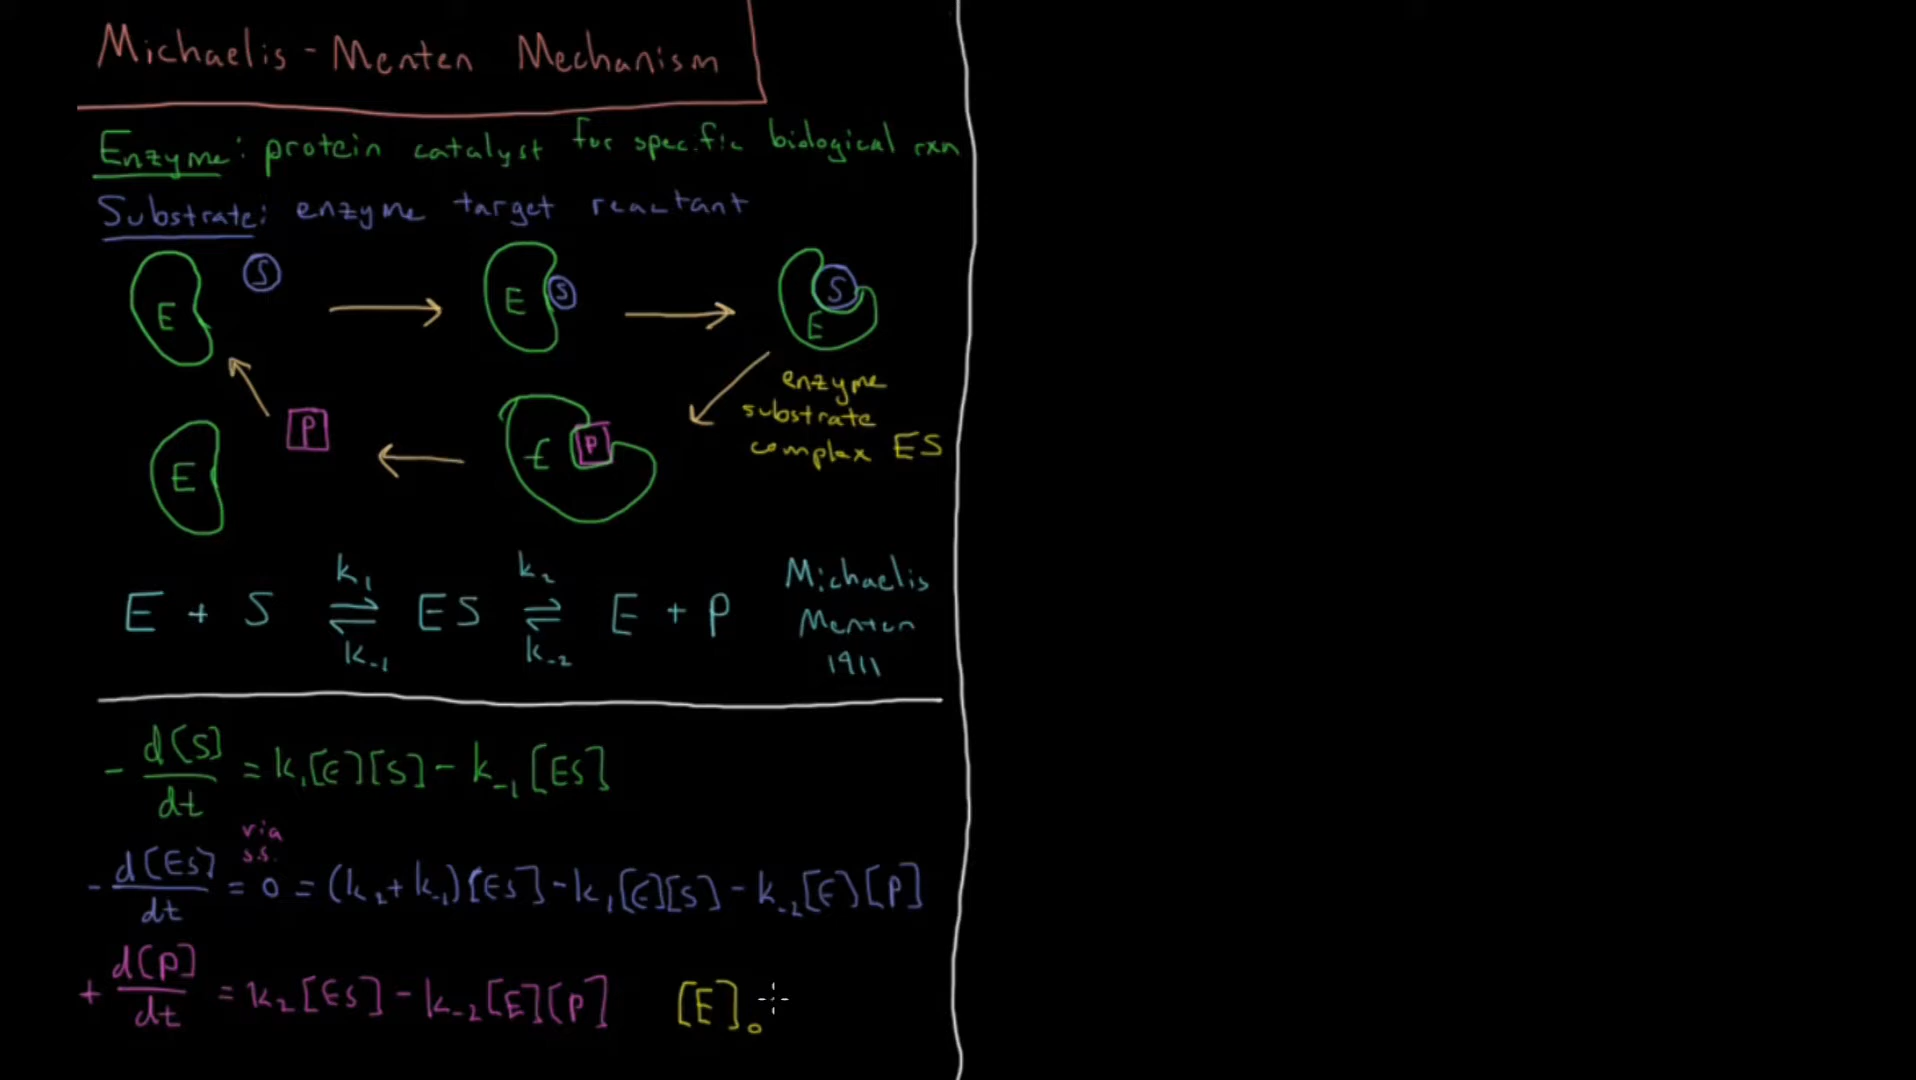 Michaelis - Menten Mechanism
Enzyme: protein catalyst for specific biological rxn
Substrate: enzyme target reactant
E S
E S
S
E
enzyme
substrate
complex ES
E P
E P
E + S ⇌ ES ⇌ E + P
k₁ k₂
k₋₁ k₋₂
Michaelis
Menten
1911
- d[S]/dt = k₁[E][S] - k₋₁[ES]
via
s.s.
- d[ES]/dt = 0 = (k₂+k₋₁)[ES] - k₁[E][S] - k₋₂[E][P]
+ d[P]/dt = k₂[ES] - k₋₂[E][P]
[E]₀